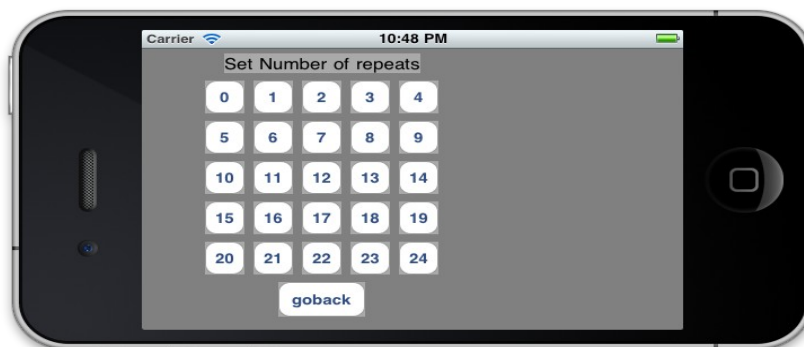 Carrier 10:48 PM
Set Number of repeats
0 1 2 3 4
5 6 7 8 9
10 11 12 13 14
15 16 17 18 19
20 21 22 23 24
goback